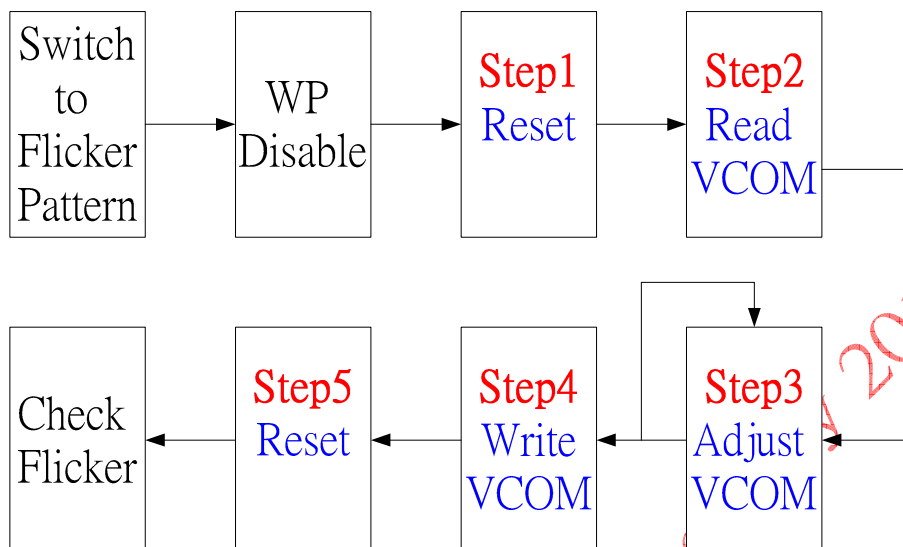 Switch
to
Flicker
Pattern
WP
Disable
Step1
Reset
Step2
Read
VCOM
Check
Flicker
Step5
Reset
Step4
Write
VCOM
Step3
Adjust
VCOM